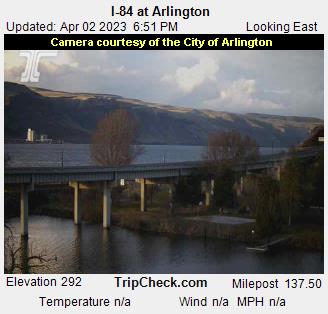 I-84 at Arlington
Updated: Apr 02 2023 6:51 PM Looking East
Camera courtesy of the City of Arlington
Elevation 292 TripCheck.com Milepost 137.50
Temperature n/a Wind n/a MPH n/a